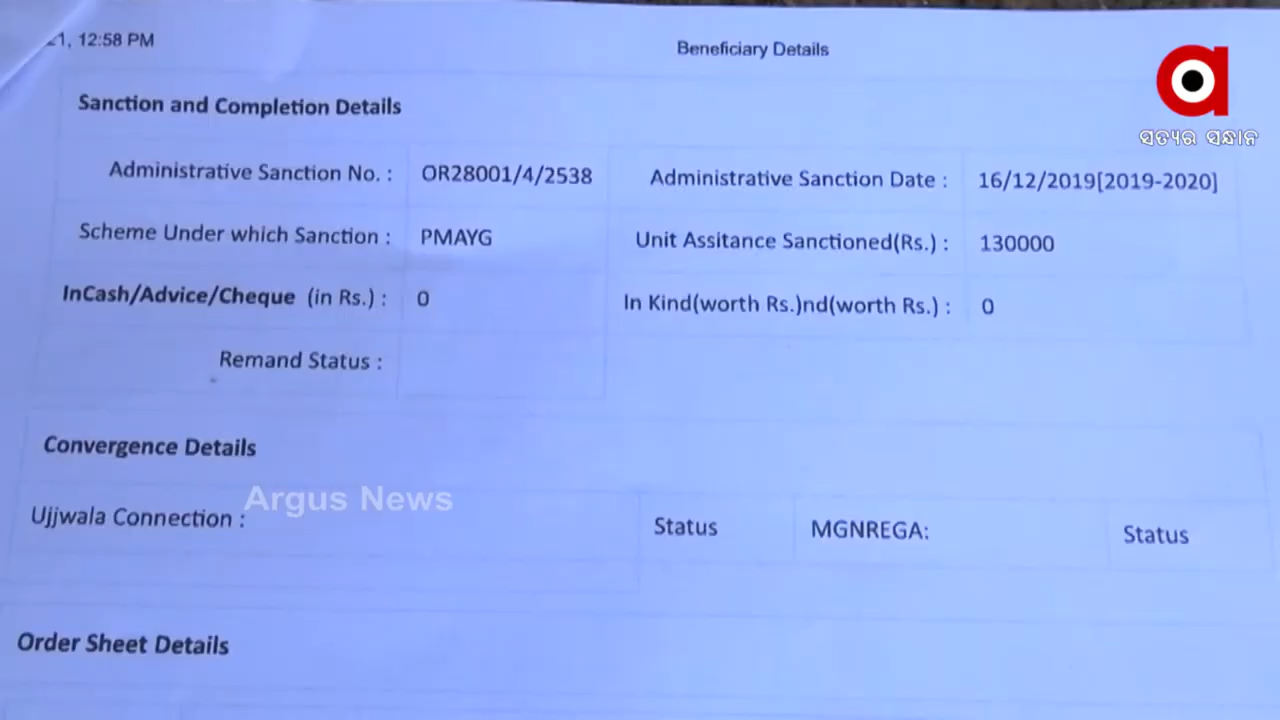 21, 12:58 PM
Beneficiary Details
ସତ୍ୟର ସନ୍ଧାନ
Sanction and Completion Details
Administrative Sanction No. : OR28001/4/2538 Administrative Sanction Date : 16/12/2019[2019-2020]
Scheme Under which Sanction : PMAYG Unit Assitance Sanctioned(Rs.) : 130000
InCash/Advice/Cheque (in Rs.) : 0 In Kind(worth Rs.)nd(worth Rs.) : 0
Remand Status :
Convergence Details
Argus News
Ujjwala Connection : Status MGNREGA: Status
Order Sheet Details